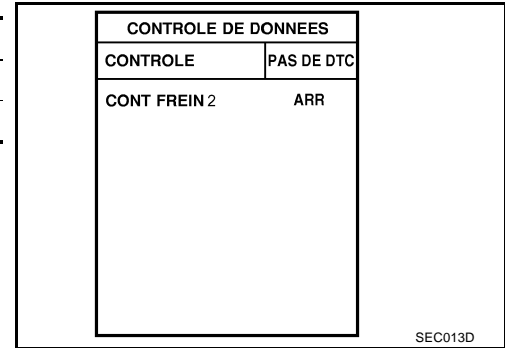 CONTROLE DE DONNEES
CONTROLE PAS DE DTC
CONT FREIN 2 ARR
SEC013D